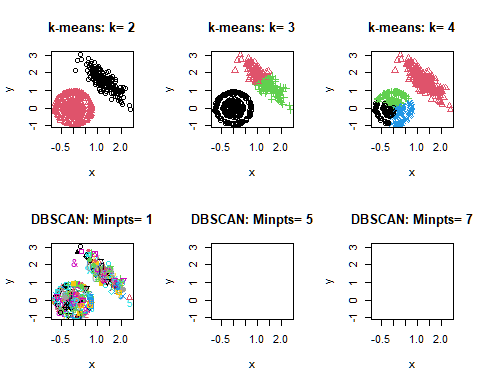 k-means: k= 2
k-means: k= 3
k-means: k= 4
y
-1 0 1 2 3
-0.5 1.0 2.0
x
y
-1 0 1 2 3
-0.5 1.0 2.0
x
y
-1 0 1 2 3
-0.5 1.0 2.0
x
DBSCAN: Minpts= 1
DBSCAN: Minpts= 5
DBSCAN: Minpts= 7
y
-1 0 1 2 3
-0.5 1.0 2.0
x
y
-1 0 1 2 3
-0.5 1.0 2.0
x
y
-1 0 1 2 3
-0.5 1.0 2.0
x